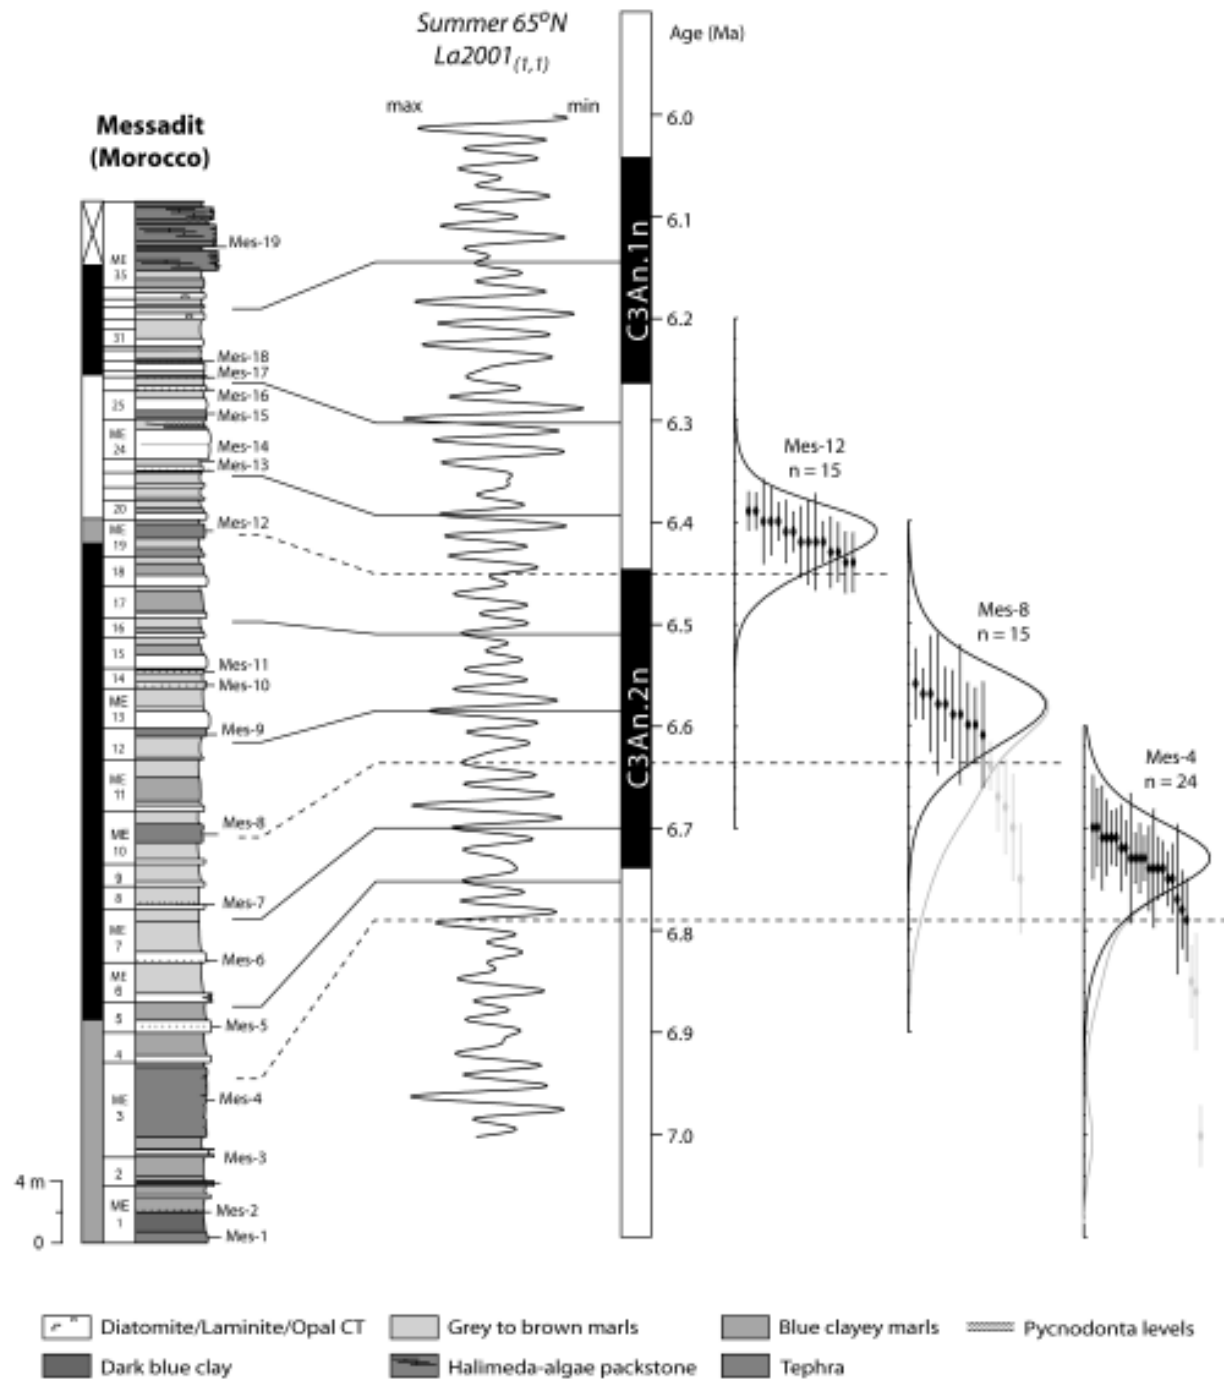 Summer 65°N
La2001(1,1)
Age (Ma)
max
min
Messadit
(Morocco)
6.0
6.1
6.2
6.3
6.4
6.5
6.6
6.7
6.8
6.9
7.0
C3An.1n
C3An.2n
Mes-19
Mes-18
Mes-17
Mes-16
Mes-15
Mes-14
Mes-13
Mes-12
Mes-11
Mes-10
Mes-9
Mes-8
Mes-7
Mes-6
Mes-5
Mes-4
Mes-3
Mes-2
Mes-1
ME
35
31
25
ME
24
20
ME
19
18
17
16
15
14
ME
13
12
ME
11
ME
10
9
8
ME
7
ME
6
5
4
ME
3
2
ME
1
4 m
0
Mes-12
n = 15
Mes-8
n = 15
Mes-4
n = 24
Diatomite/Laminite/Opal CT
Grey to brown marls
Blue clayey marls
Pycnodonta levels
Dark blue clay
Halimeda-algae packstone
Tephra